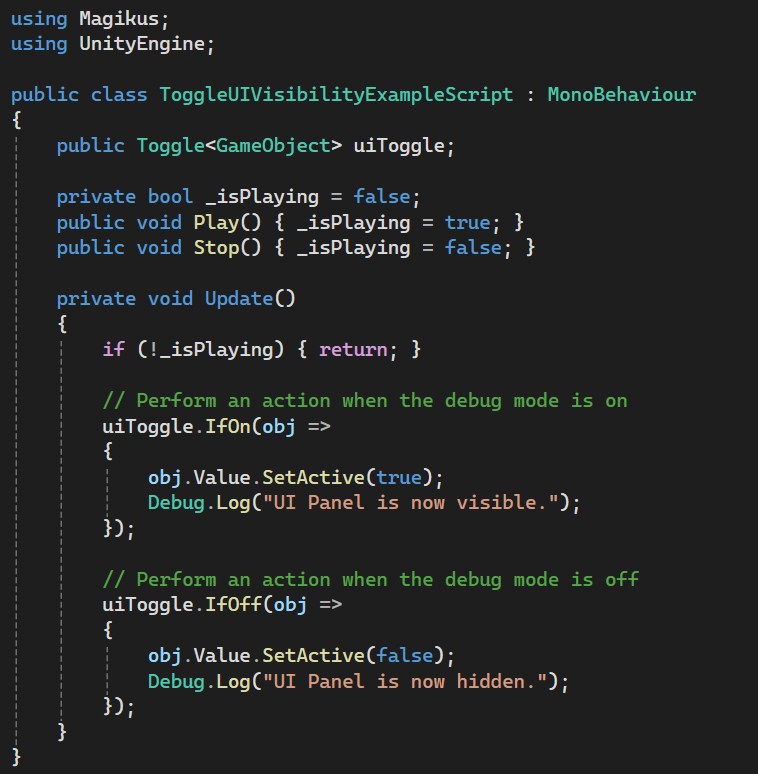 using Magikus;
using UnityEngine;

public class ToggleUIVisibilityExampleScript : MonoBehaviour
{
    public Toggle<GameObject> uiToggle;

    private bool _isPlaying = false;
    public void Play() { _isPlaying = true; }
    public void Stop() { _isPlaying = false; }

    private void Update()
    {
        if (!_isPlaying) { return; }

        // Perform an action when the debug mode is on
        uiToggle.IfOn(obj =>
        {
            obj.Value.SetActive(true);
            Debug.Log("UI Panel is now visible.");
        });

        // Perform an action when the debug mode is off
        uiToggle.IfOff(obj =>
        {
            obj.Value.SetActive(false);
            Debug.Log("UI Panel is now hidden.");
        });
    }
}